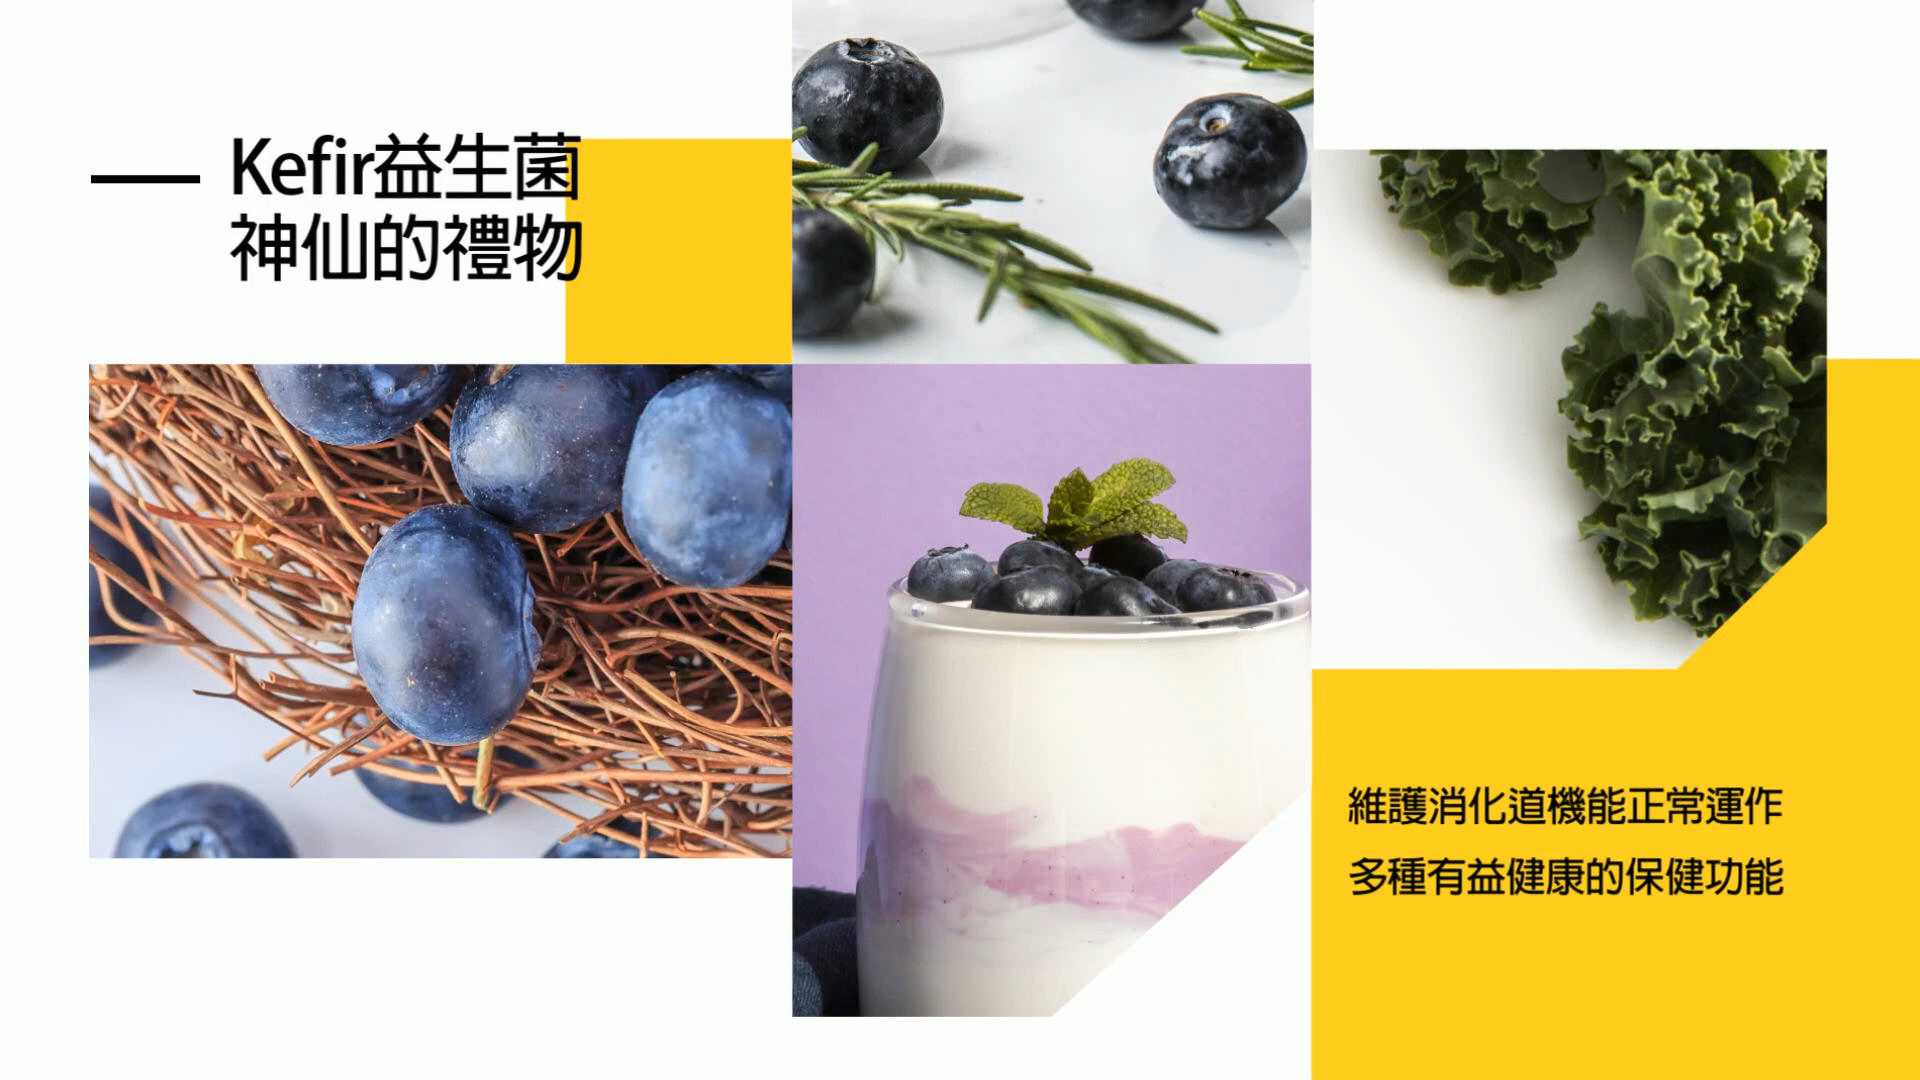 Kefir益生菌
神仙的禮物
維護消化道機能正常運作
多種有益健康的保健功能